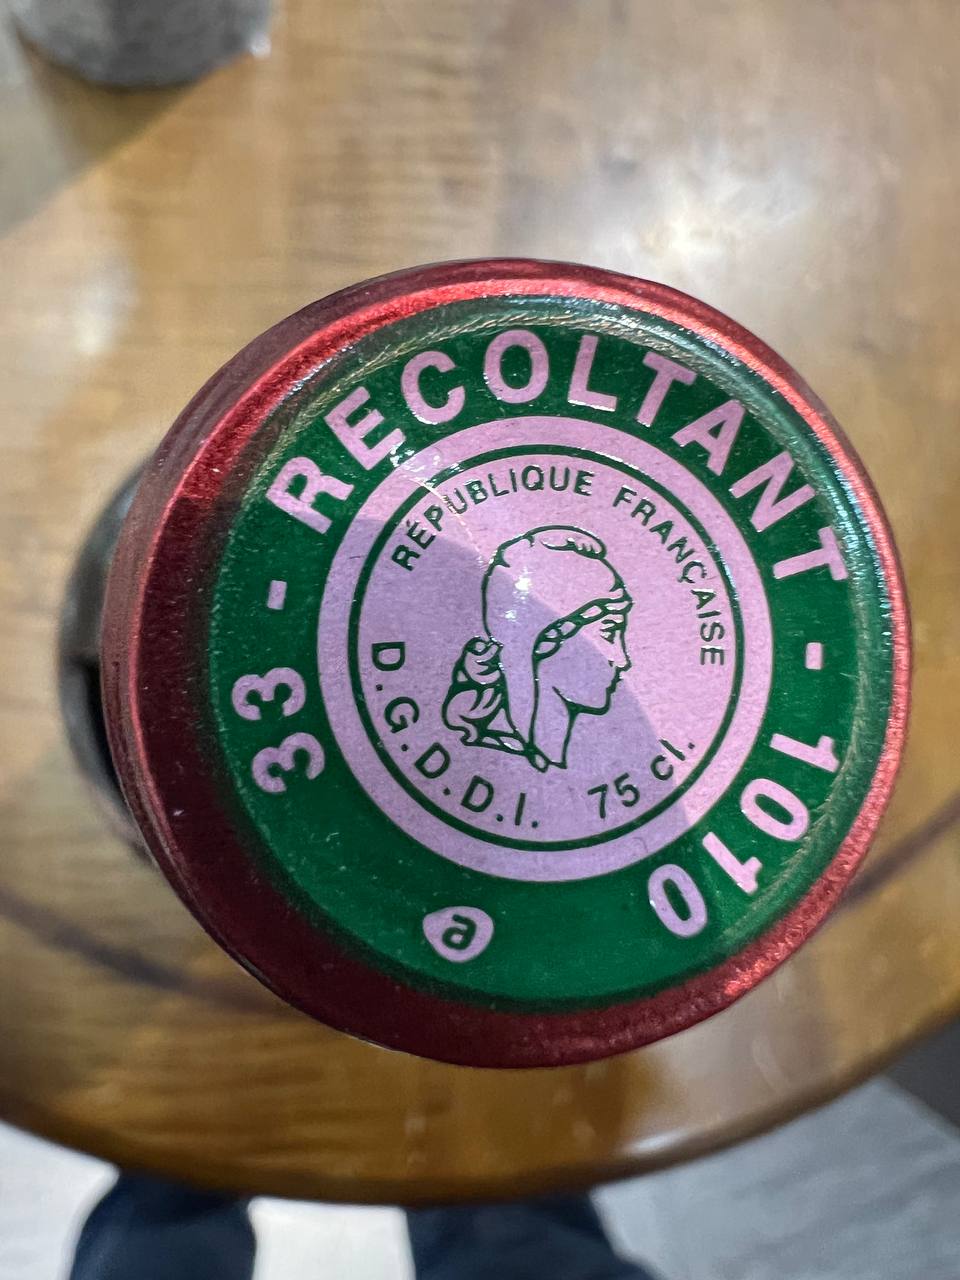 33 - RECOLTANT - 1010
RÉPUBLIQUE FRANÇAISE
D.G.D.D.I.
75 cl.
a